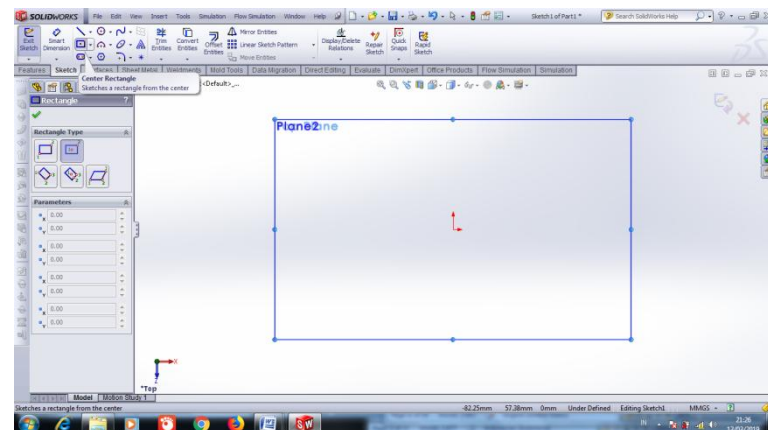 SOLIDWORKS File Edit View Insert Tools Simulation Flow Simulation Window Help Sketch1 of Part1 * Search SolidWorks Help
Exit Sketch Smart Dimension Trim Entities Convert Entities Offset Entities Mirror Entities Linear Sketch Pattern Move Entities Display/Delete Relations Repair Sketch Quick Snaps Rapid Sketch
Features Sketch Sheet Metal Weldments Mold Tools Data Migration Direct Editing Evaluate DimXpert Office Products Flow Simulation Simulation
Center Rectangle
Sketches a rectangle from the center
<Default>_...
Rectangle ?
Rectangle Type
Parameters
0.00
0.00
0.00
0.00
0.00
0.00
0.00
0.00
Plane2
X
*Top
Model Motion Study 1
Sketches a rectangle from the center -82.25mm 57.38mm 0mm Under Defined Editing Sketch1 MMGS
IN 21:26
12/03/2019